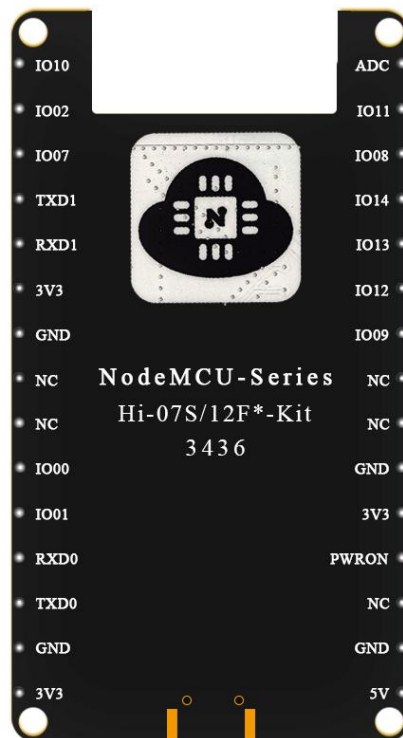 IO10 ADC
IO02 IO11
IO07 IO08
TXD1 IO14
RXD1 IO13
3V3 IO12
GND IO09
NC NodeMCU-Series NC
NC Hi-07S/12F*-Kit NC
3436
IO00 GND
IO01 3V3
RXD0 PWRON
TXD0 NC
GND GND
3V3 5V